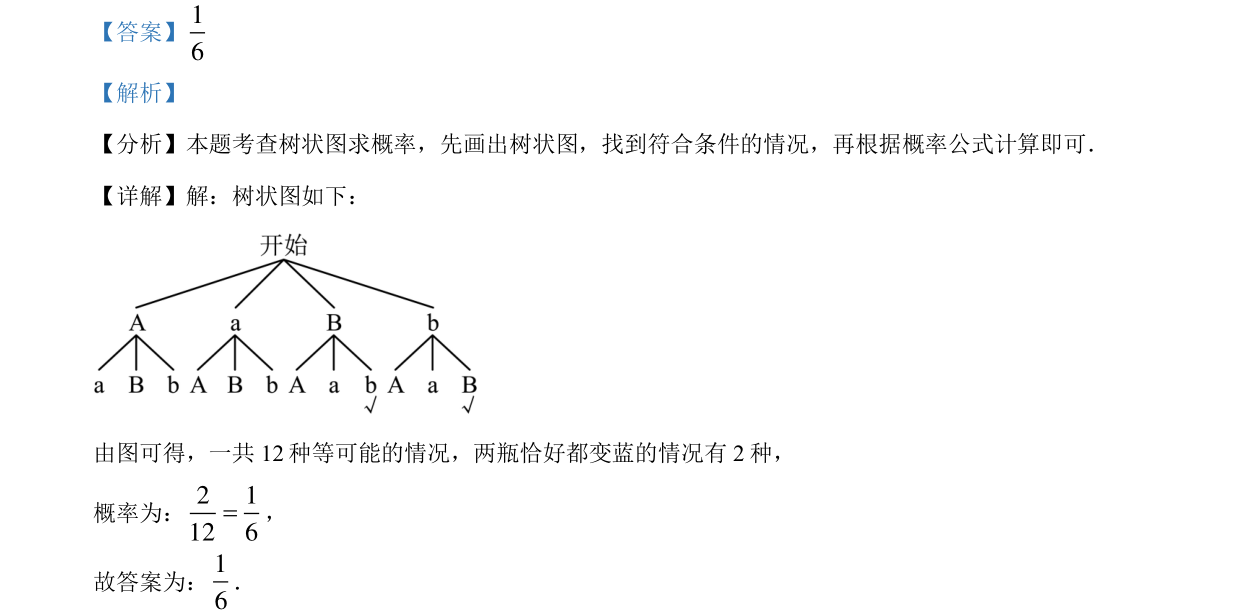 【答案】1/6
【解析】
【分析】本题考查树状图求概率，先画出树状图，找到符合条件的情况，再根据概率公式计算即可．
【详解】解：树状图如下：
开始
A a B b
a B b A B b A a b A a B
√ √
由图可得，一共 12 种等可能的情况，两瓶恰好都变蓝的情况有 2 种，
概率为：2/12=1/6，
故答案为：1/6．